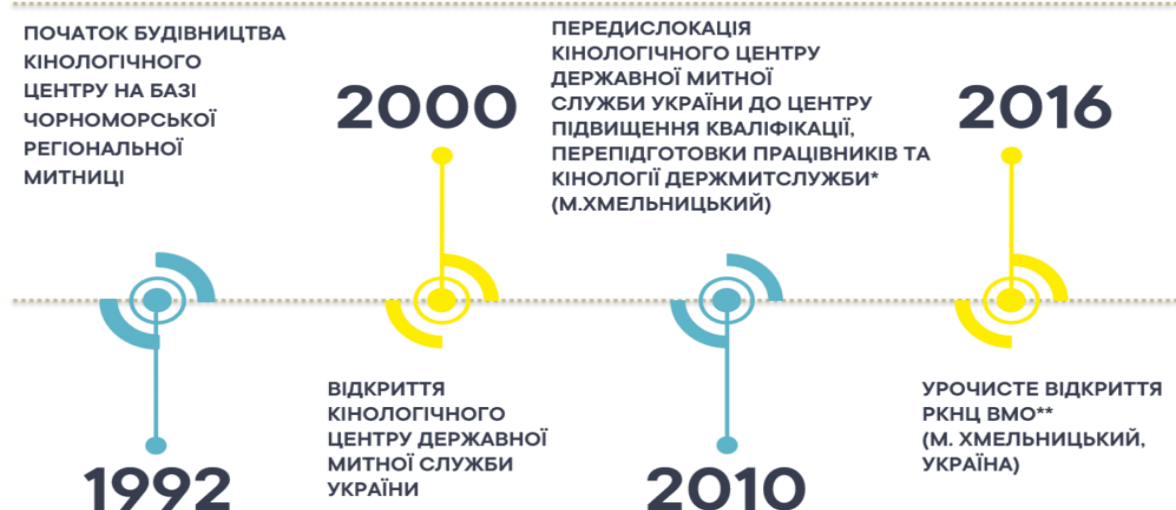 ПОЧАТОК БУДІВНИЦТВА
КІНОЛОГІЧНОГО
ЦЕНТРУ НА БАЗІ
ЧОРНОМОРСЬКОЇ
РЕГІОНАЛЬНОЇ
МИТНИЦІ
1992
2000
ВІДКРИТТЯ
КІНОЛОГІЧНОГО
ЦЕНТРУ ДЕРЖАВНОЇ
МИТНОЇ СЛУЖБИ
УКРАЇНИ
ПЕРЕДИСЛОКАЦІЯ
КІНОЛОГІЧНОГО ЦЕНТРУ
ДЕРЖАВНОЇ МИТНОЇ
СЛУЖБИ УКРАЇНИ ДО ЦЕНТРУ
ПІДВИЩЕННЯ КВАЛІФІКАЦІЇ,
ПЕРЕПІДГОТОВКИ ПРАЦІВНИКІВ ТА
КІНОЛОГІЇ ДЕРЖМИТСЛУЖБИ*
(М.ХМЕЛЬНИЦЬКИЙ)
2010
2016
УРОЧИСТЕ ВІДКРИТТЯ
РКНЦ ВМО**
(М. ХМЕЛЬНИЦЬКИЙ,
УКРАЇНА)